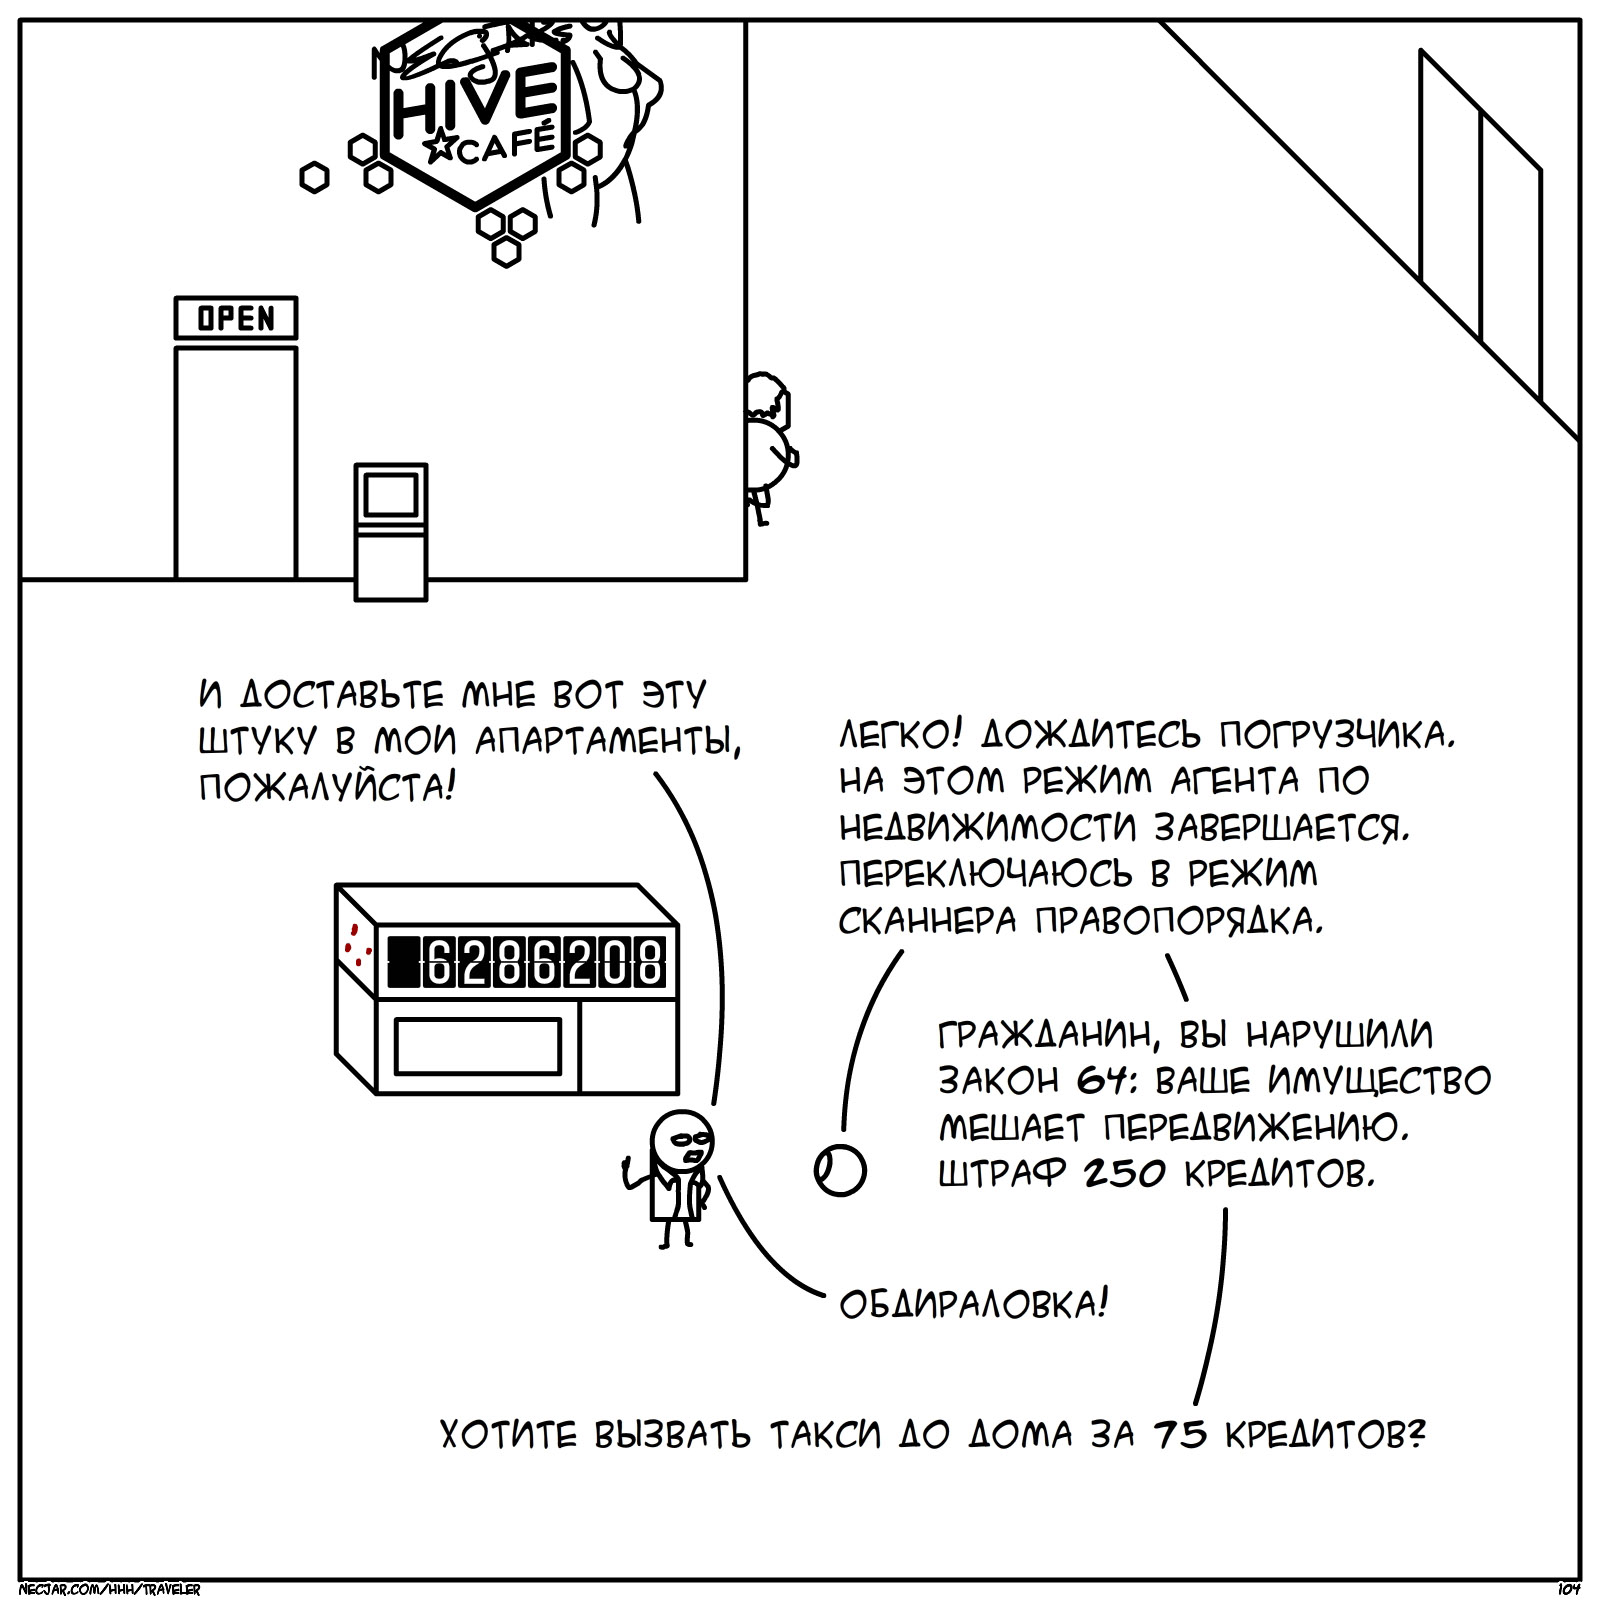 HIVE
CAFÉ
OPEN
И ДОСТАВЬТЕ МНЕ ВОТ ЭТУ
ШТУКУ В МОИ АПАРТАМЕНТЫ,
ПОЖАЛУЙСТА!
ЛЕГКО! ДОЖДИТЕСЬ ПОГРУЗЧИКА.
НА ЭТОМ РЕЖИМ АГЕНТА ПО
НЕДВИЖИМОСТИ ЗАВЕРШАЕТСЯ.
ПЕРЕКЛЮЧАЮСЬ В РЕЖИМ
СКАННЕРА ПРАВОПОРЯДКА.
6286208
ГРАЖДАНИН, ВЫ НАРУШИЛИ
ЗАКОН 64: ВАШЕ ИМУЩЕСТВО
МЕШАЕТ ПЕРЕДВИЖЕНИЮ.
ШТРАФ 250 КРЕДИТОВ.
ОБДИРАЛОВКА!
ХОТИТЕ ВЫЗВАТЬ ТАКСИ ДО ДОМА ЗА 75 КРЕДИТОВ?
NECJAR.COM/HHH/TRAVELER
104